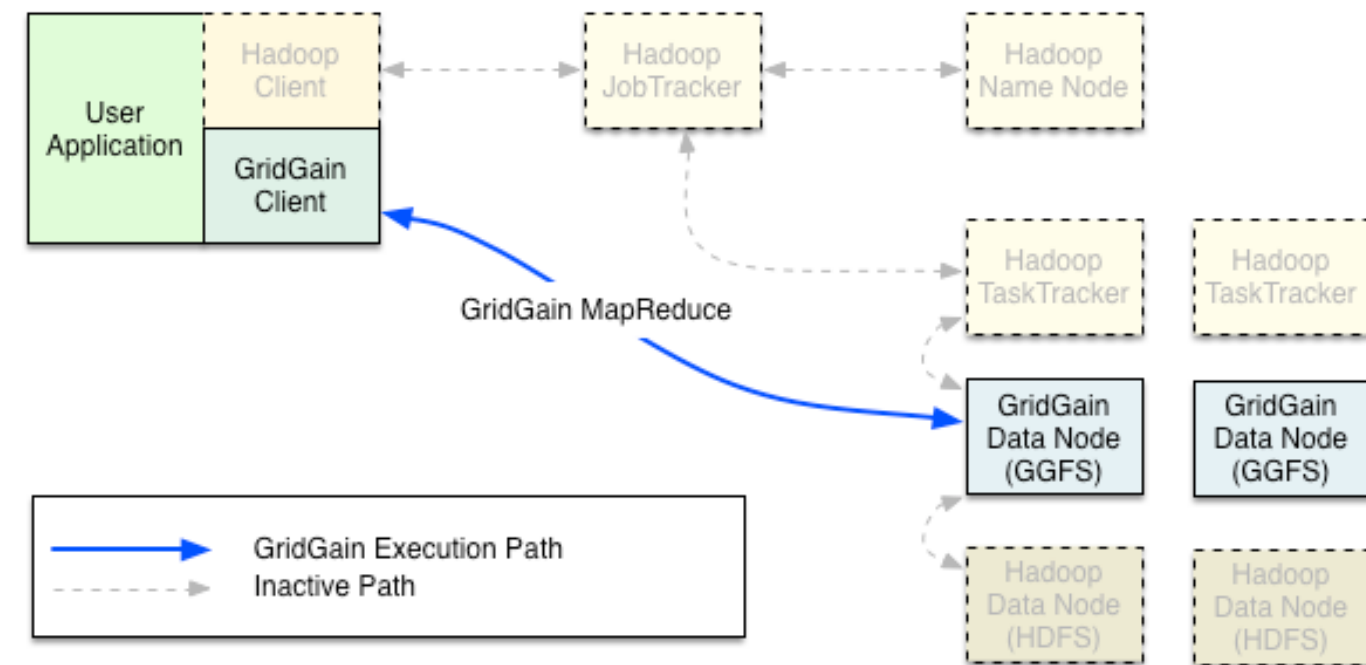 User
Application
Hadoop
Client
GridGain
Client
Hadoop
JobTracker
Hadoop
Name Node
GridGain MapReduce
Hadoop
TaskTracker
Hadoop
TaskTracker
GridGain
Data Node
(GGFS)
GridGain
Data Node
(GGFS)
Hadoop
Data Node
(HDFS)
Hadoop
Data Node
(HDFS)
GridGain Execution Path
Inactive Path